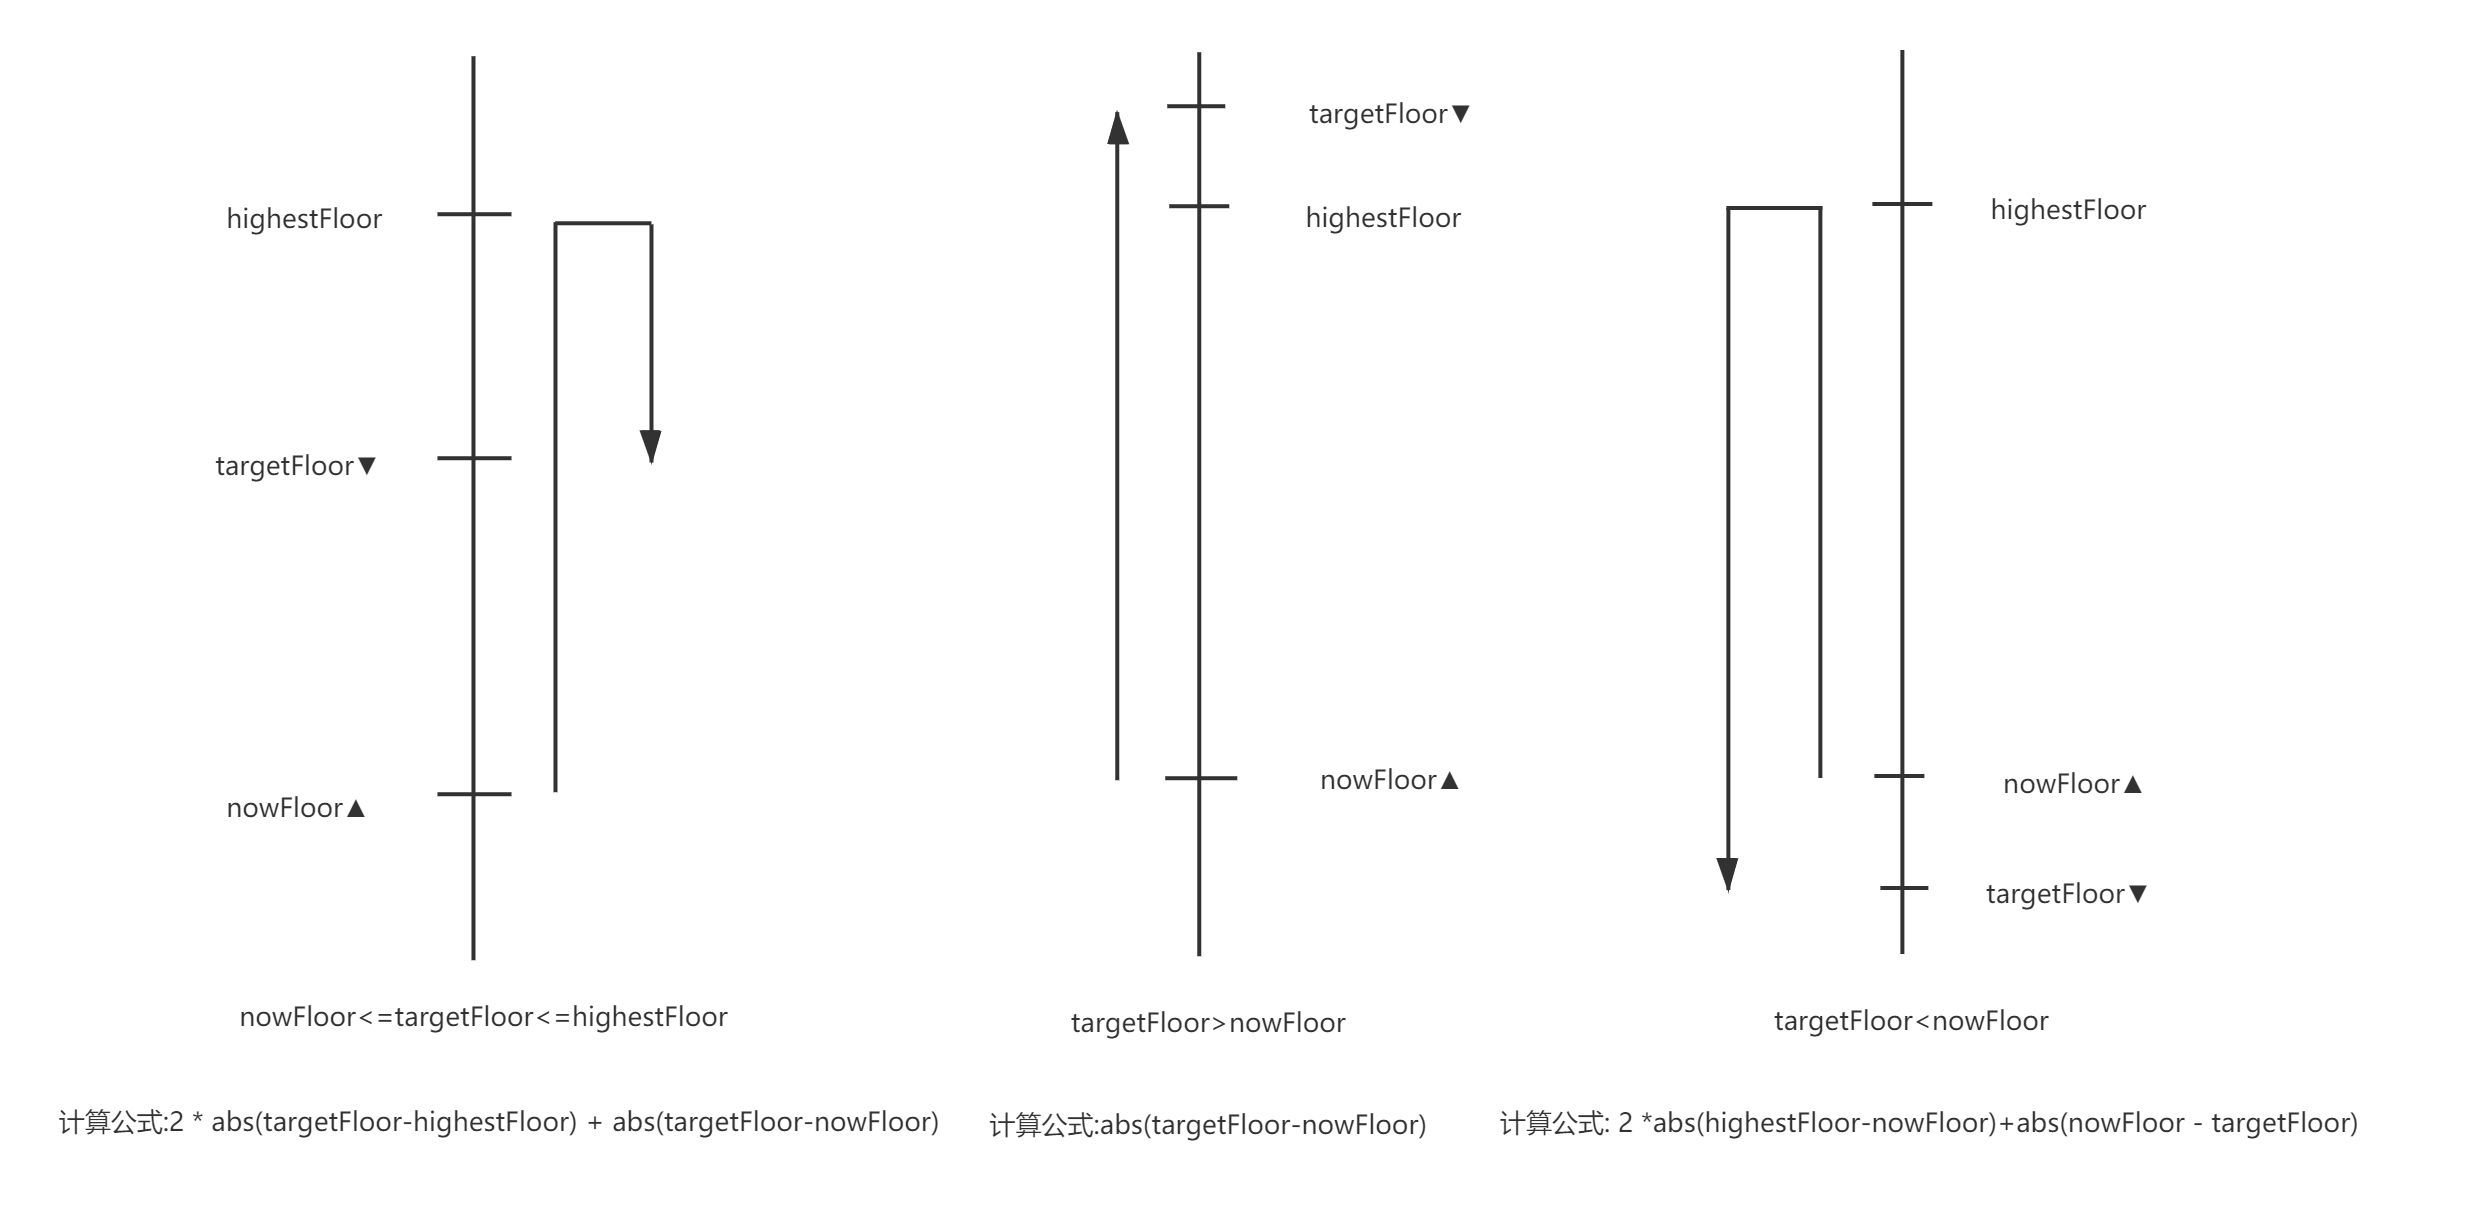 highestFloor
targetFloor▼
nowFloor▲
nowFloor<=targetFloor<=highestFloor
计算公式:2 * abs(targetFloor-highestFloor) + abs(targetFloor-nowFloor)
targetFloor▼
highestFloor
nowFloor▲
targetFloor>nowFloor
计算公式:abs(targetFloor-nowFloor)
highestFloor
nowFloor▲
targetFloor▼
targetFloor<nowFloor
计算公式: 2 *abs(highestFloor-nowFloor)+abs(nowFloor - targetFloor)